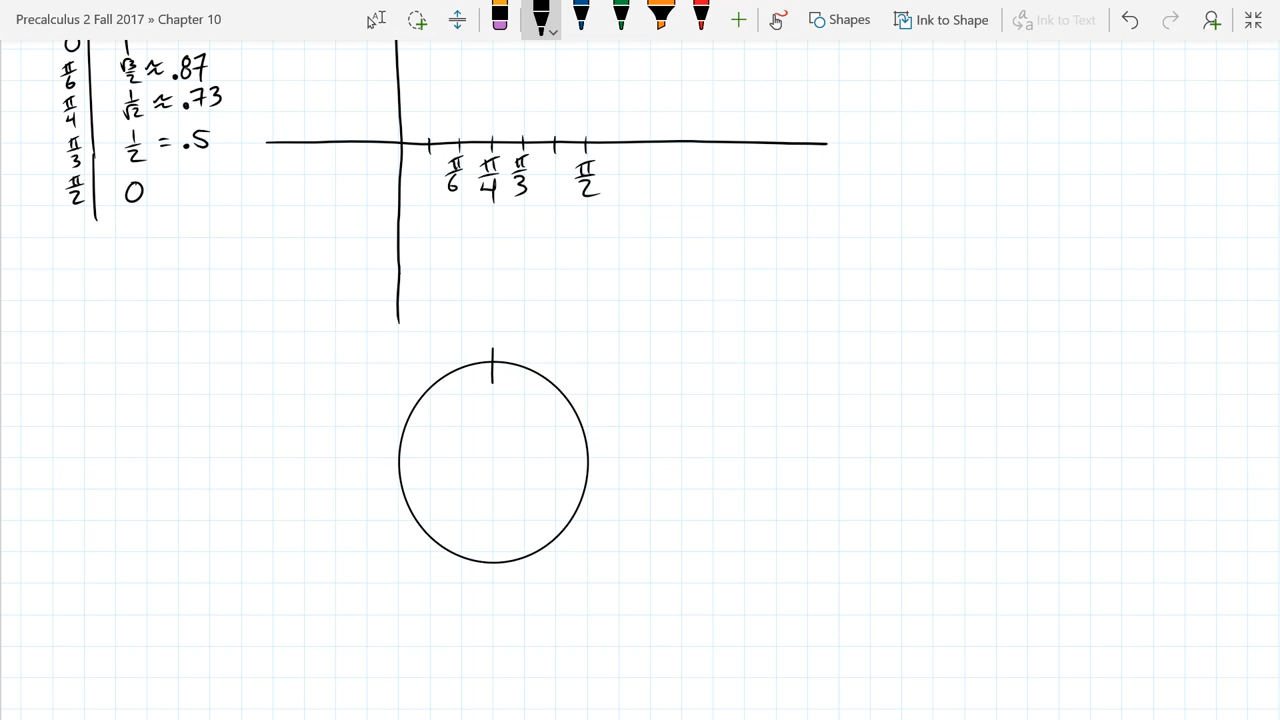 Precalculus 2 Fall 2017 » Chapter 10
Shapes
Ink to Shape
Ink to Text
0 1
π/6 √3/2 ≈ .87
π/4 1/√2 ≈ .73
π/3 1/2 = .5
π/2 0
π/6 π/4 π/3 π/2